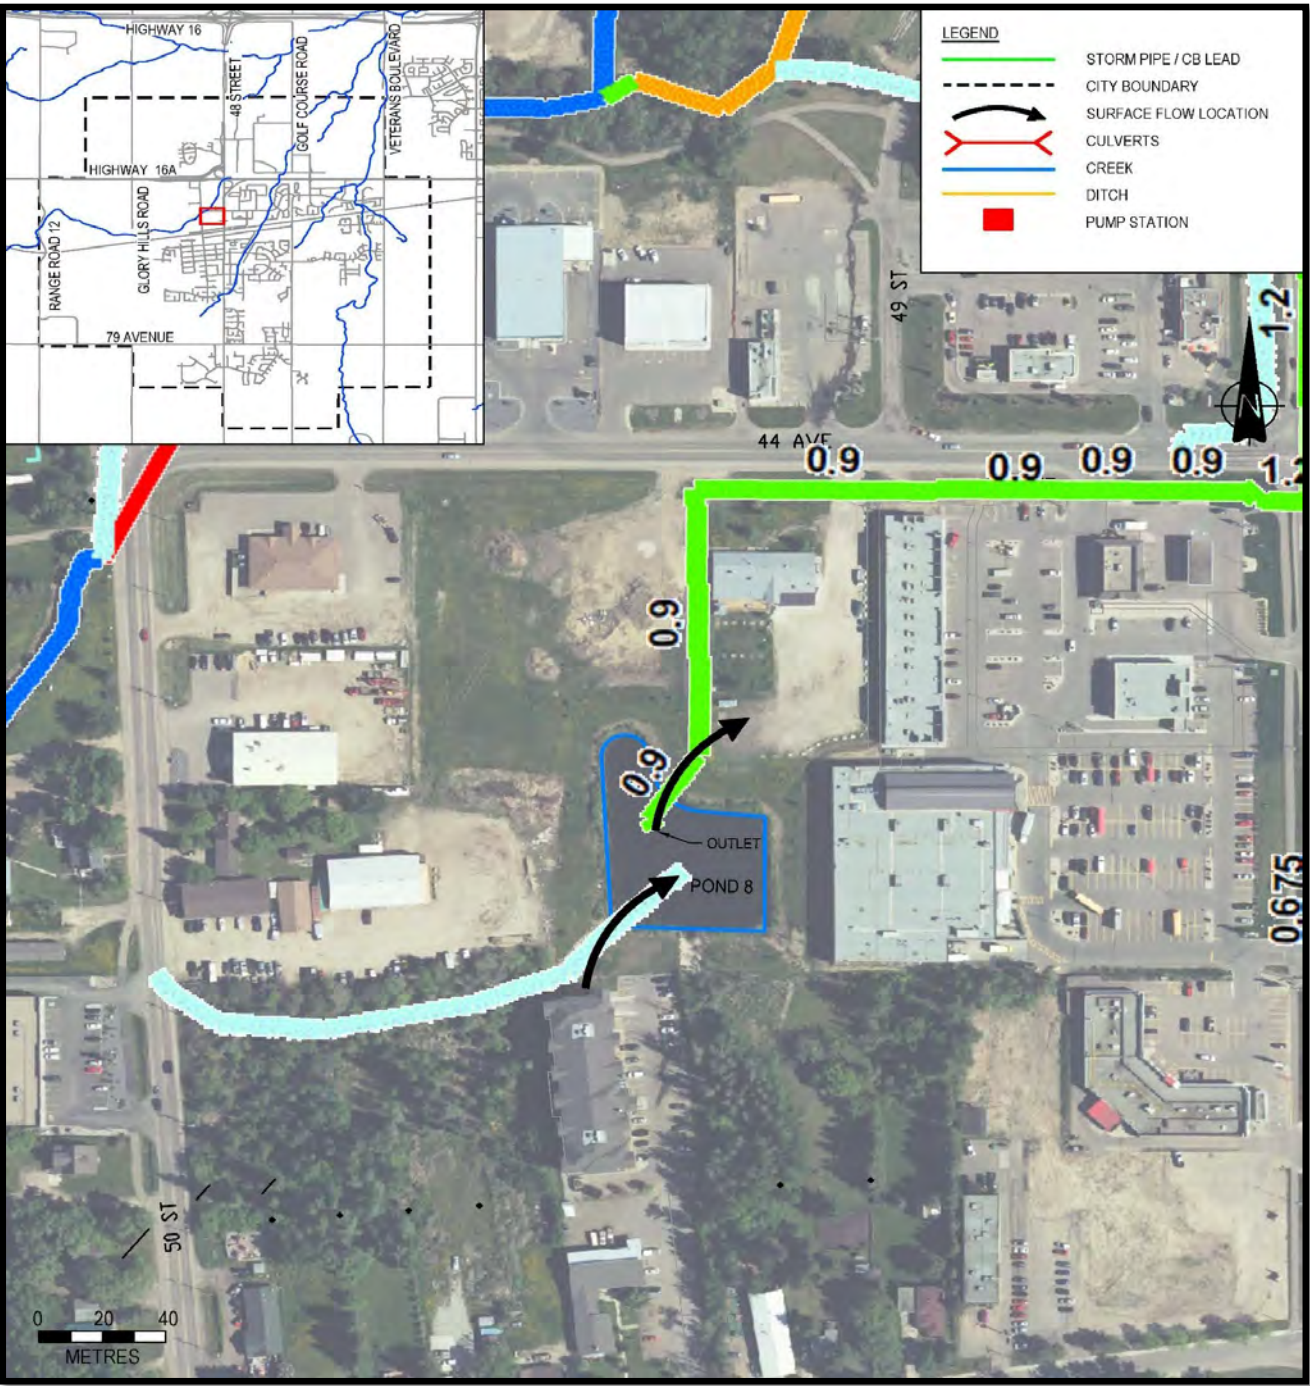 HIGHWAY 16
48 STREET
GOLF COURSE ROAD
VETERANS BOULEVARD
HIGHWAY 16A
GLORY HILLS ROAD
RANGE ROAD 12
79 AVENUE
LEGEND
STORM PIPE / CB LEAD
CITY BOUNDARY
SURFACE FLOW LOCATION
CULVERTS
CREEK
DITCH
PUMP STATION
49 ST
1.2
N
44 AVE
0.9
0.9
0.9
0.9
1.2
0.9
0.9
OUTLET
POND 8
0.675
50 ST
0 20 40
METRES